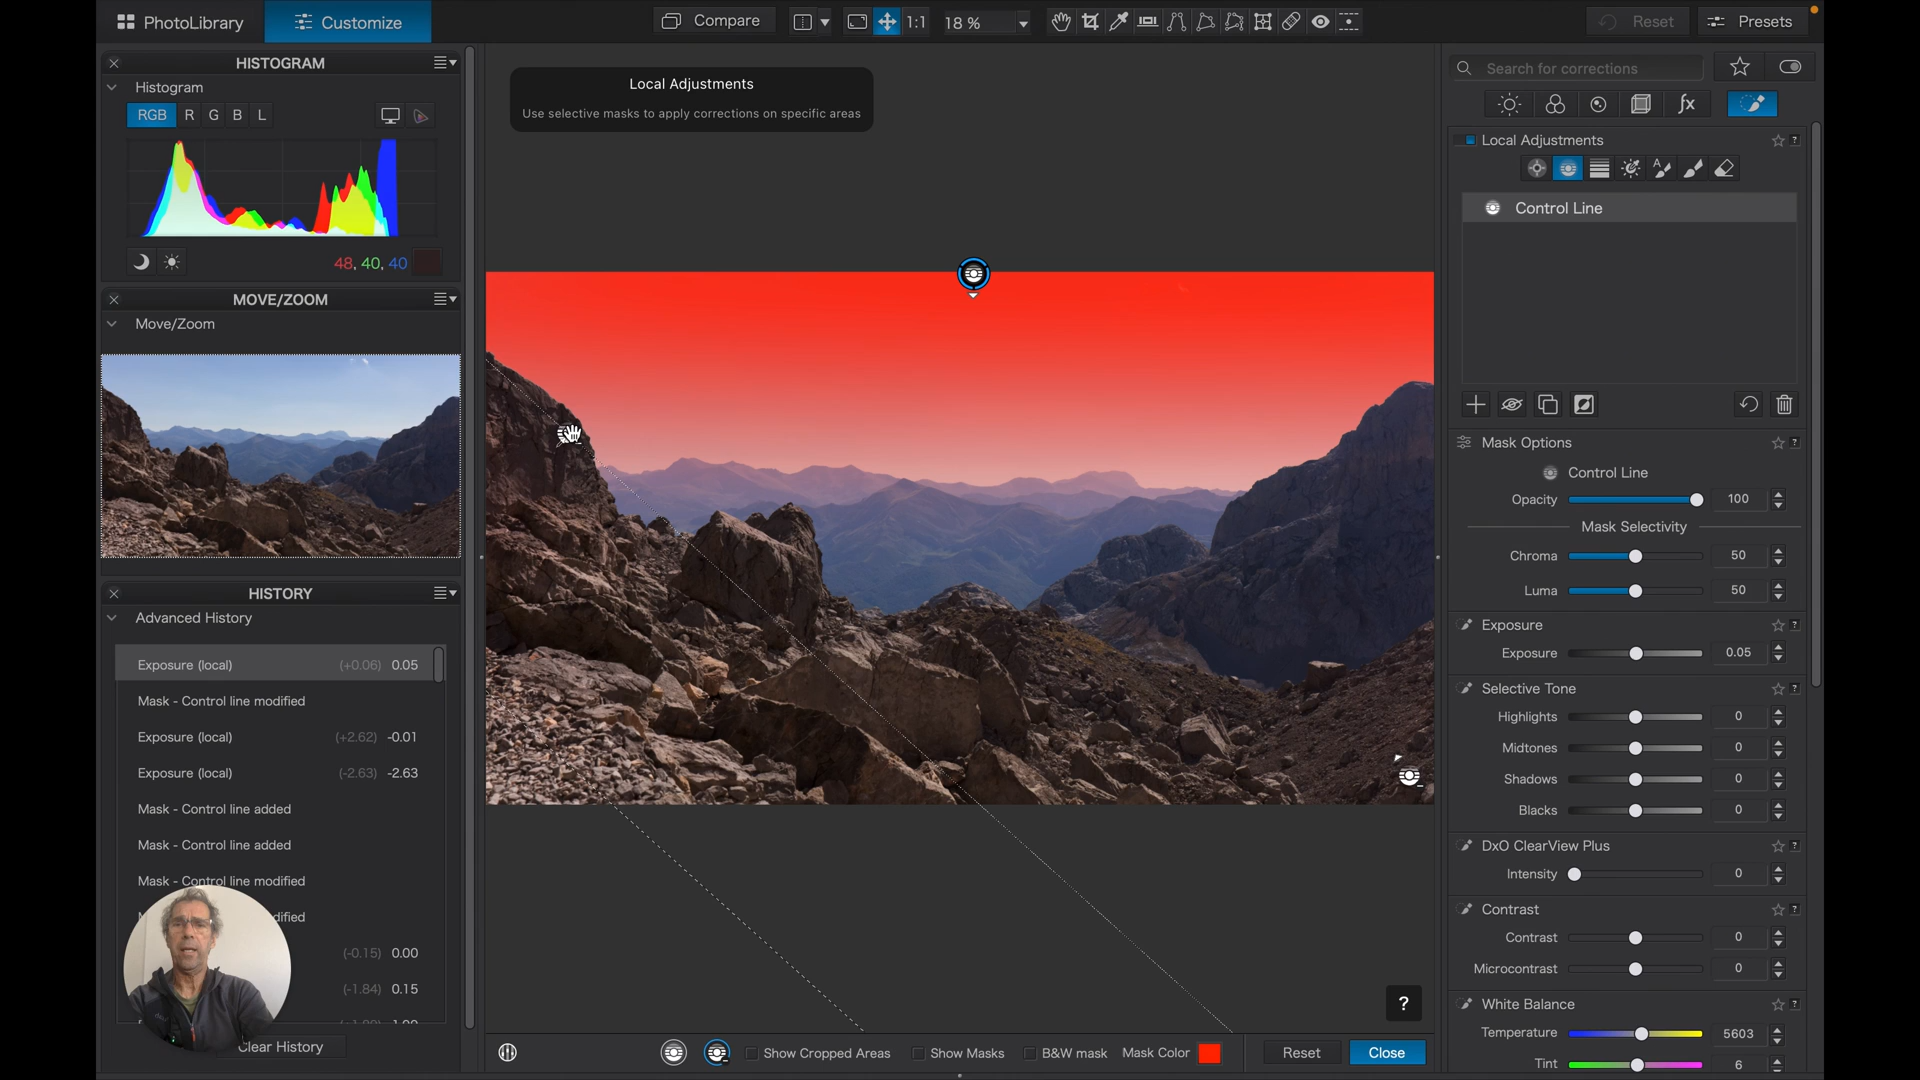 PhotoLibrary
Customize
Compare
1:1
18 %
Reset
Presets
HISTOGRAM
Histogram
RGB
R
G
B
L
48, 40, 40
MOVE/ZOOM
Move/Zoom
HISTORY
Advanced History
Exposure (local) (+0.06) 0.05
Mask - Control line modified
Exposure (local) (+2.62) -0.01
Exposure (local) (-2.63) -2.63
Mask - Control line added
Mask - Control line added
Mask - Control line modified
(-0.15) 0.00
(-1.84) 0.15
Clear History
Local Adjustments
Use selective masks to apply corrections on specific areas
?
Show Cropped Areas
Show Masks
B&W mask
Mask Color
Reset
Close
Search for corrections
fx
Local Adjustments
Control Line
Mask Options
Control Line
Opacity 100
Mask Selectivity
Chroma 50
Luma 50
Exposure
Exposure 0.05
Selective Tone
Highlights 0
Midtones 0
Shadows 0
Blacks 0
DxO ClearView Plus
Intensity 0
Contrast
Contrast 0
Microcontrast 0
White Balance
Temperature 5603
Tint 6